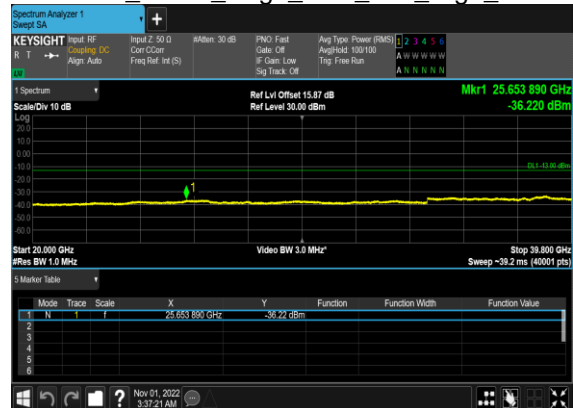 Spectrum Analyzer 1
Swept SA
+
KEYSIGHT Input: RF Input Z: 50 Ω #Atten: 30 dB PNO: Fast Avg Type: Power (RMS) 1 2 3 4 5 6
R T Coupling: DC Corr CCorr Gate: Off Avg|Hold: 100/100 A W W W W W
Align: Auto Freq Ref: Int (S) IF Gain: Low Trig: Free Run
LW Sig Track: Off A N N N N N
1 Spectrum Ref Lvl Offset 15.87 dB Mkr1 25.653 890 GHz
Scale/Div 10 dB Ref Level 30.00 dBm -36.220 dBm
Log
20.0
10.0
0.00
-10.0 DL1 -13.00 dBm
-20.0
-30.0 1
-40.0
-50.0
-60.0
Start 20.000 GHz Video BW 3.0 MHz* Stop 39.800 GHz
#Res BW 1.0 MHz Sweep ~39.2 ms (40001 pts)
5 Marker Table
Mode Trace Scale X Y Function Function Width Function Value
1 N 1 f 25.653 890 GHz -36.22 dBm
2
3
4
5
6
? Nov 01, 2022
3:37:21 AM